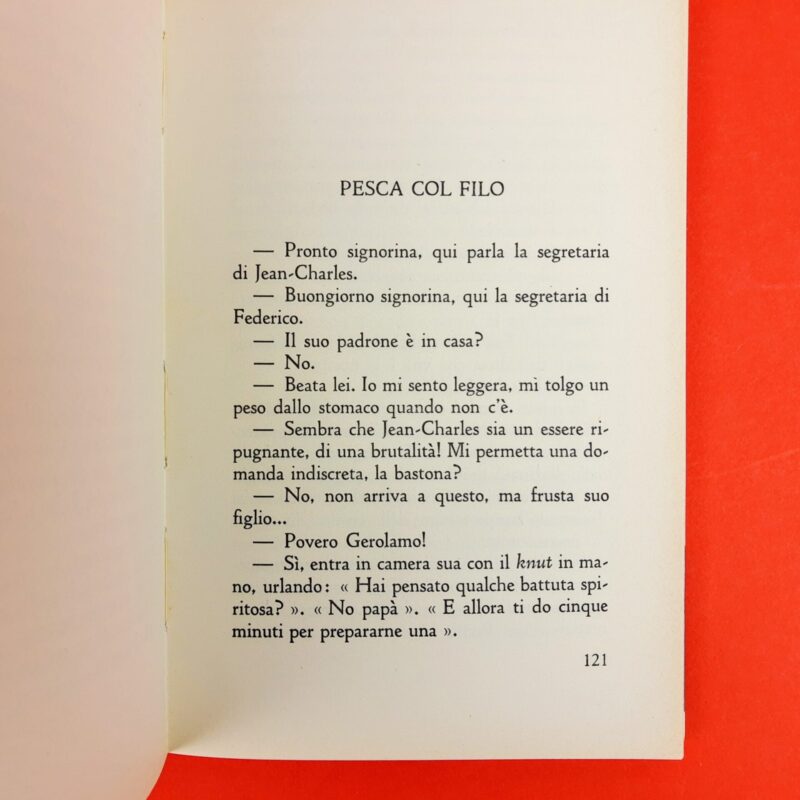 PESCA COL FILO
— Pronto signorina, qui parla la segretaria
di Jean-Charles.
— Buongiorno signorina, qui la segretaria di
Federico.
— Il suo padrone è in casa?
— No.
— Beata lei. Io mi sento leggera, mi tolgo un
peso dallo stomaco quando non c'è.
— Sembra che Jean-Charles sia un essere ri-
pugnante, di una brutalità! Mi permetta una do-
manda indiscreta, la bastona?
— No, non arriva a questo, ma frusta suo
figlio...
— Povero Gerolamo!
— Sì, entra in camera sua con il knut in ma-
no, urlando: « Hai pensato qualche battuta spi-
ritosa? ». « No papà ». « E allora ti do cinque
minuti per prepararne una ».
121